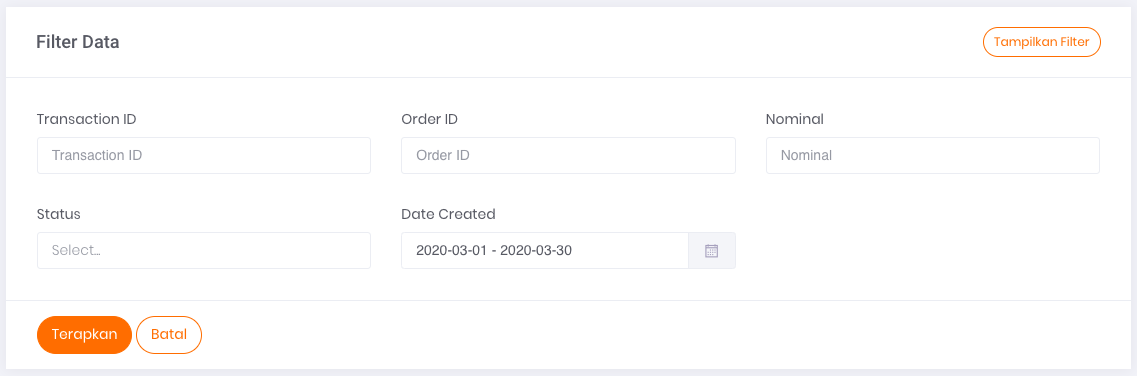 Filter Data
Tampilkan Filter
Transaction ID
Order ID
Nominal
Transaction ID
Order ID
Nominal
Status
Date Created
Select...
2020-03-01 - 2020-03-30
Terapkan
Batal